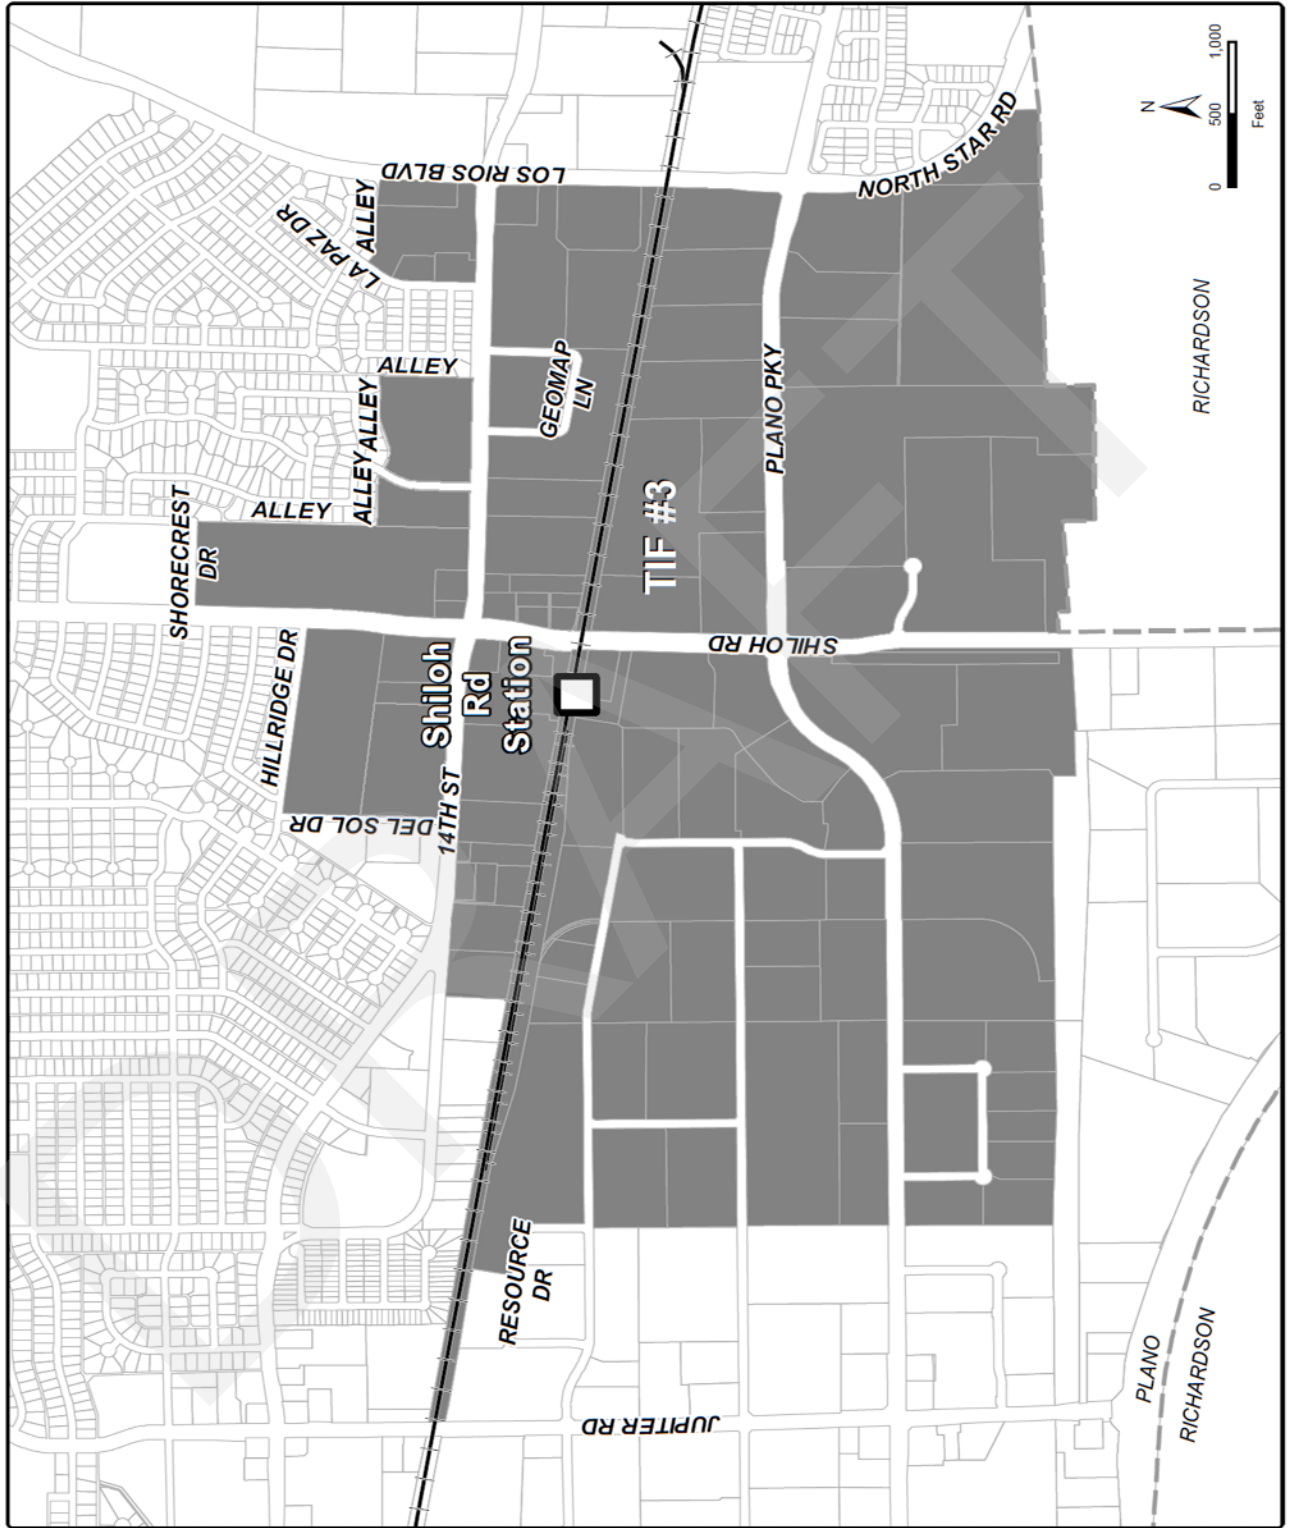 SHORECREST
DR
ALLEY
HILLRIDGE DR
DEL SOL DR
LA PAZ DR
ALLEY
ALLEY
ALLEY
ALLEY
LOS RIOS BLVD
14TH ST
Shiloh
Rd
Station
GEOMAP
LN
RESOURCE
DR
TIF #3
JUPITER RD
SHILOH RD
PLANO PKY
NORTH STAR RD
PLANO
RICHARDSON
RICHARDSON
N
0 500 1,000
Feet
DRAFT